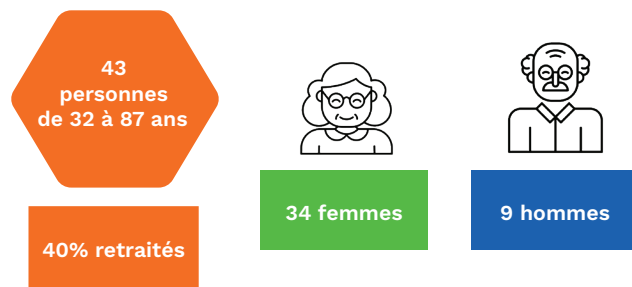 43
personnes
de 32 à 87 ans
40% retraités
34 femmes
9 hommes